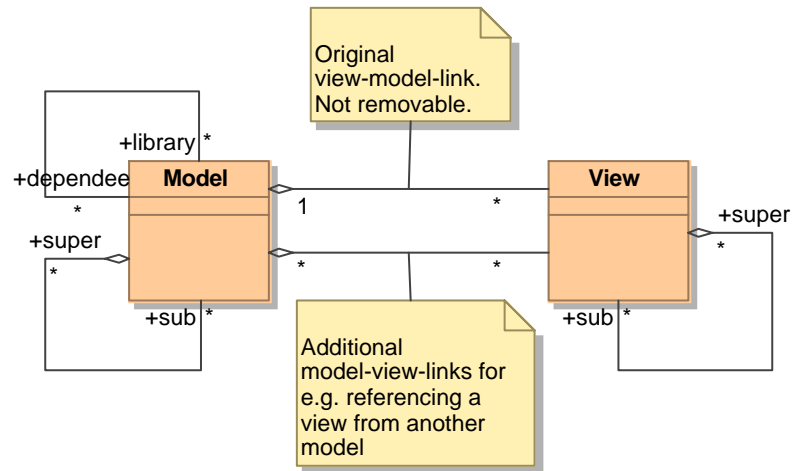 Original
view-model-link.
Not removable.
+library *
+dependee
*
Model
View
1
*
+super
*
+super
*
*
*
+sub *
+sub *
Additional
model-view-links for
e.g. referencing a
view from another
model